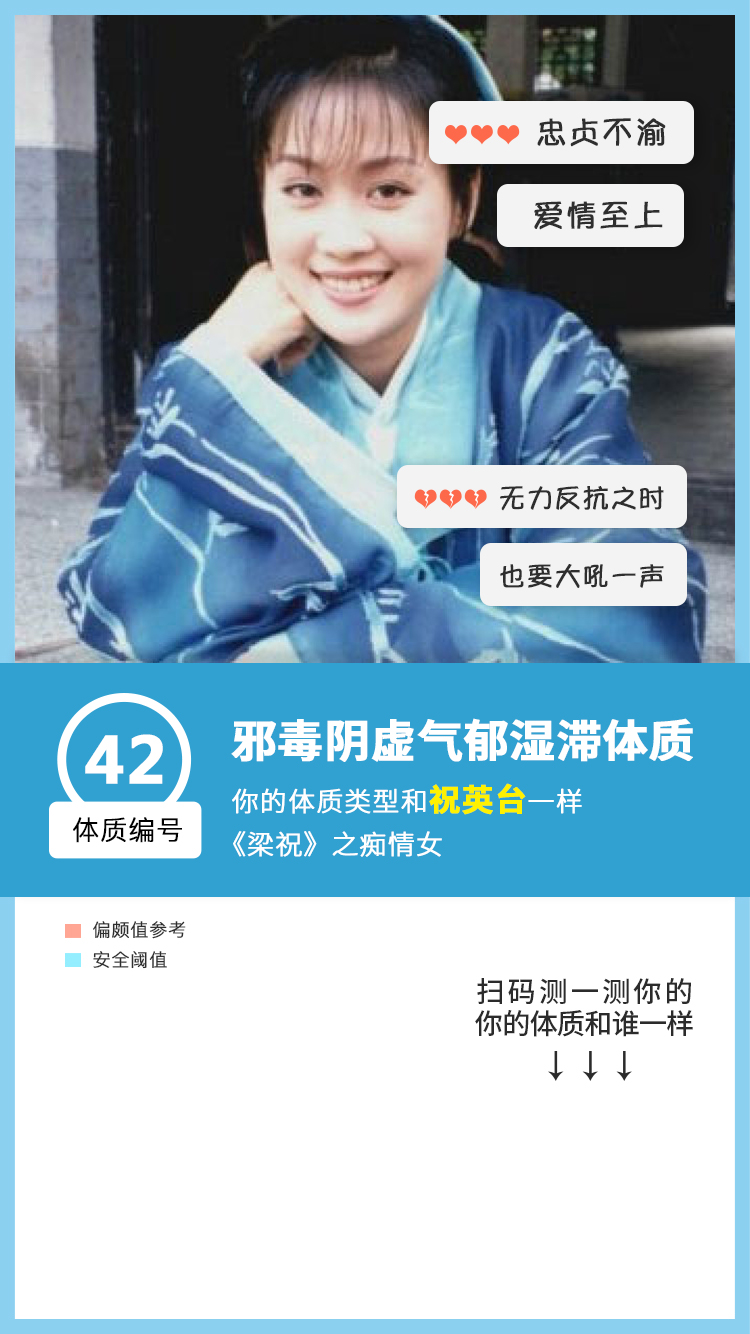 忠贞不渝
爱情至上
无力反抗之时
也要大吼一声
42
体质编号
邪毒阴虚气郁湿滞体质
你的体质类型和祝英台一样
《梁祝》之痴情女
偏颇值参考
安全阈值
扫码测一测你的
你的体质和谁一样
↓ ↓ ↓